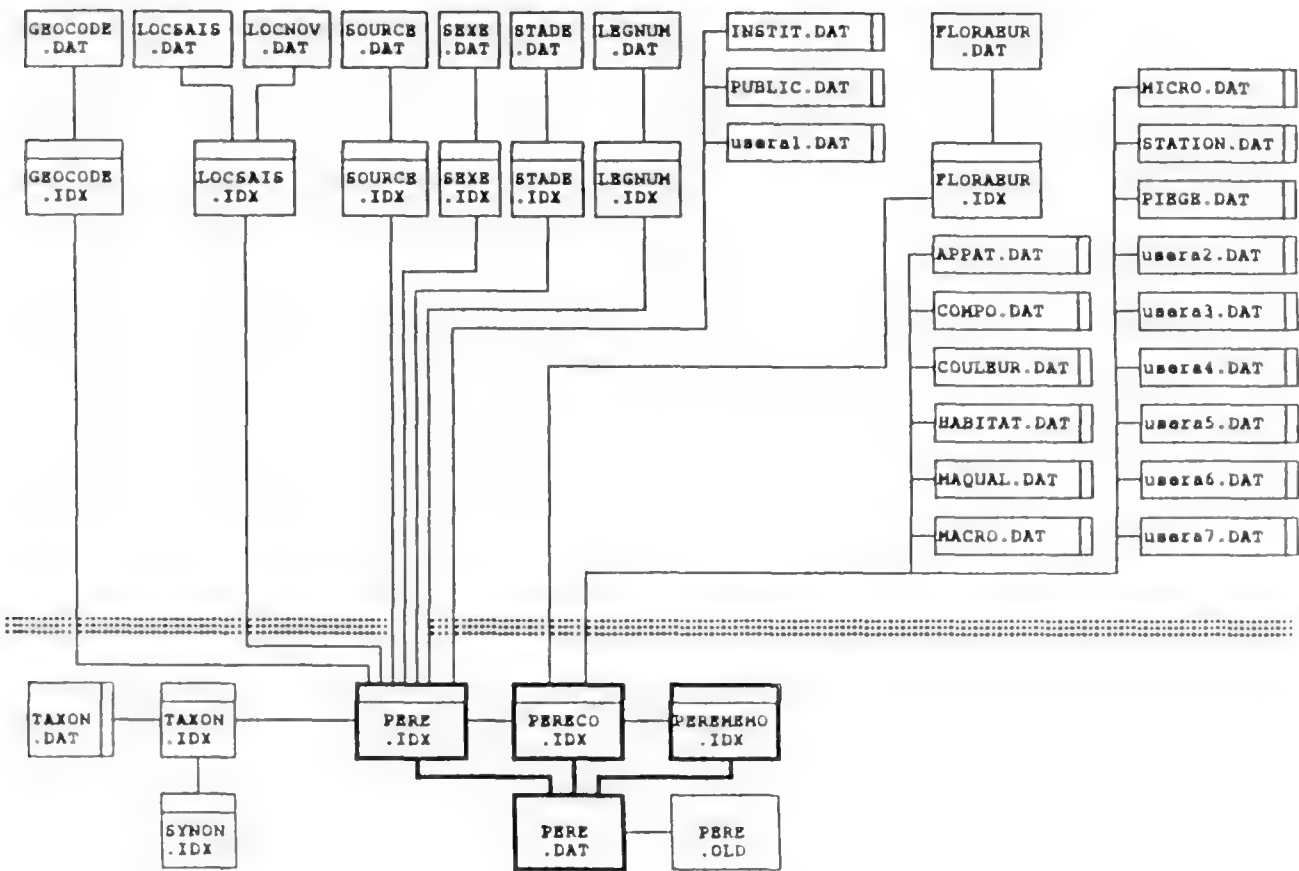 GEOCODE
.DAT
LOCSAIS
.DAT
LOCNOV
.DAT
SOURCE
.DAT
SEXE
.DAT
STADE
.DAT
LEGNUM
.DAT
INSTIT.DAT
PUBLIC.DAT
usera1.DAT
FLORAEUR
.DAT
MICRO.DAT
STATION.DAT
PIEGE.DAT
usera2.DAT
usera3.DAT
usera4.DAT
usera5.DAT
usera6.DAT
usera7.DAT
GEOCODE
.IDX
LOCSAIS
.IDX
SOURCE
.IDX
SEXE
.IDX
STADE
.IDX
LEGNUM
.IDX
FLORAEUR
.IDX
APPAT.DAT
COMPO.DAT
COULEUR.DAT
HABITAT.DAT
MAQUAL.DAT
MACRO.DAT
TAXON
.DAT
TAXON
.IDX
PERE
.IDX
PERECO
.IDX
PEREMEMO
.IDX
SYNON
.IDX
PERE
.DAT
PERE
.OLD